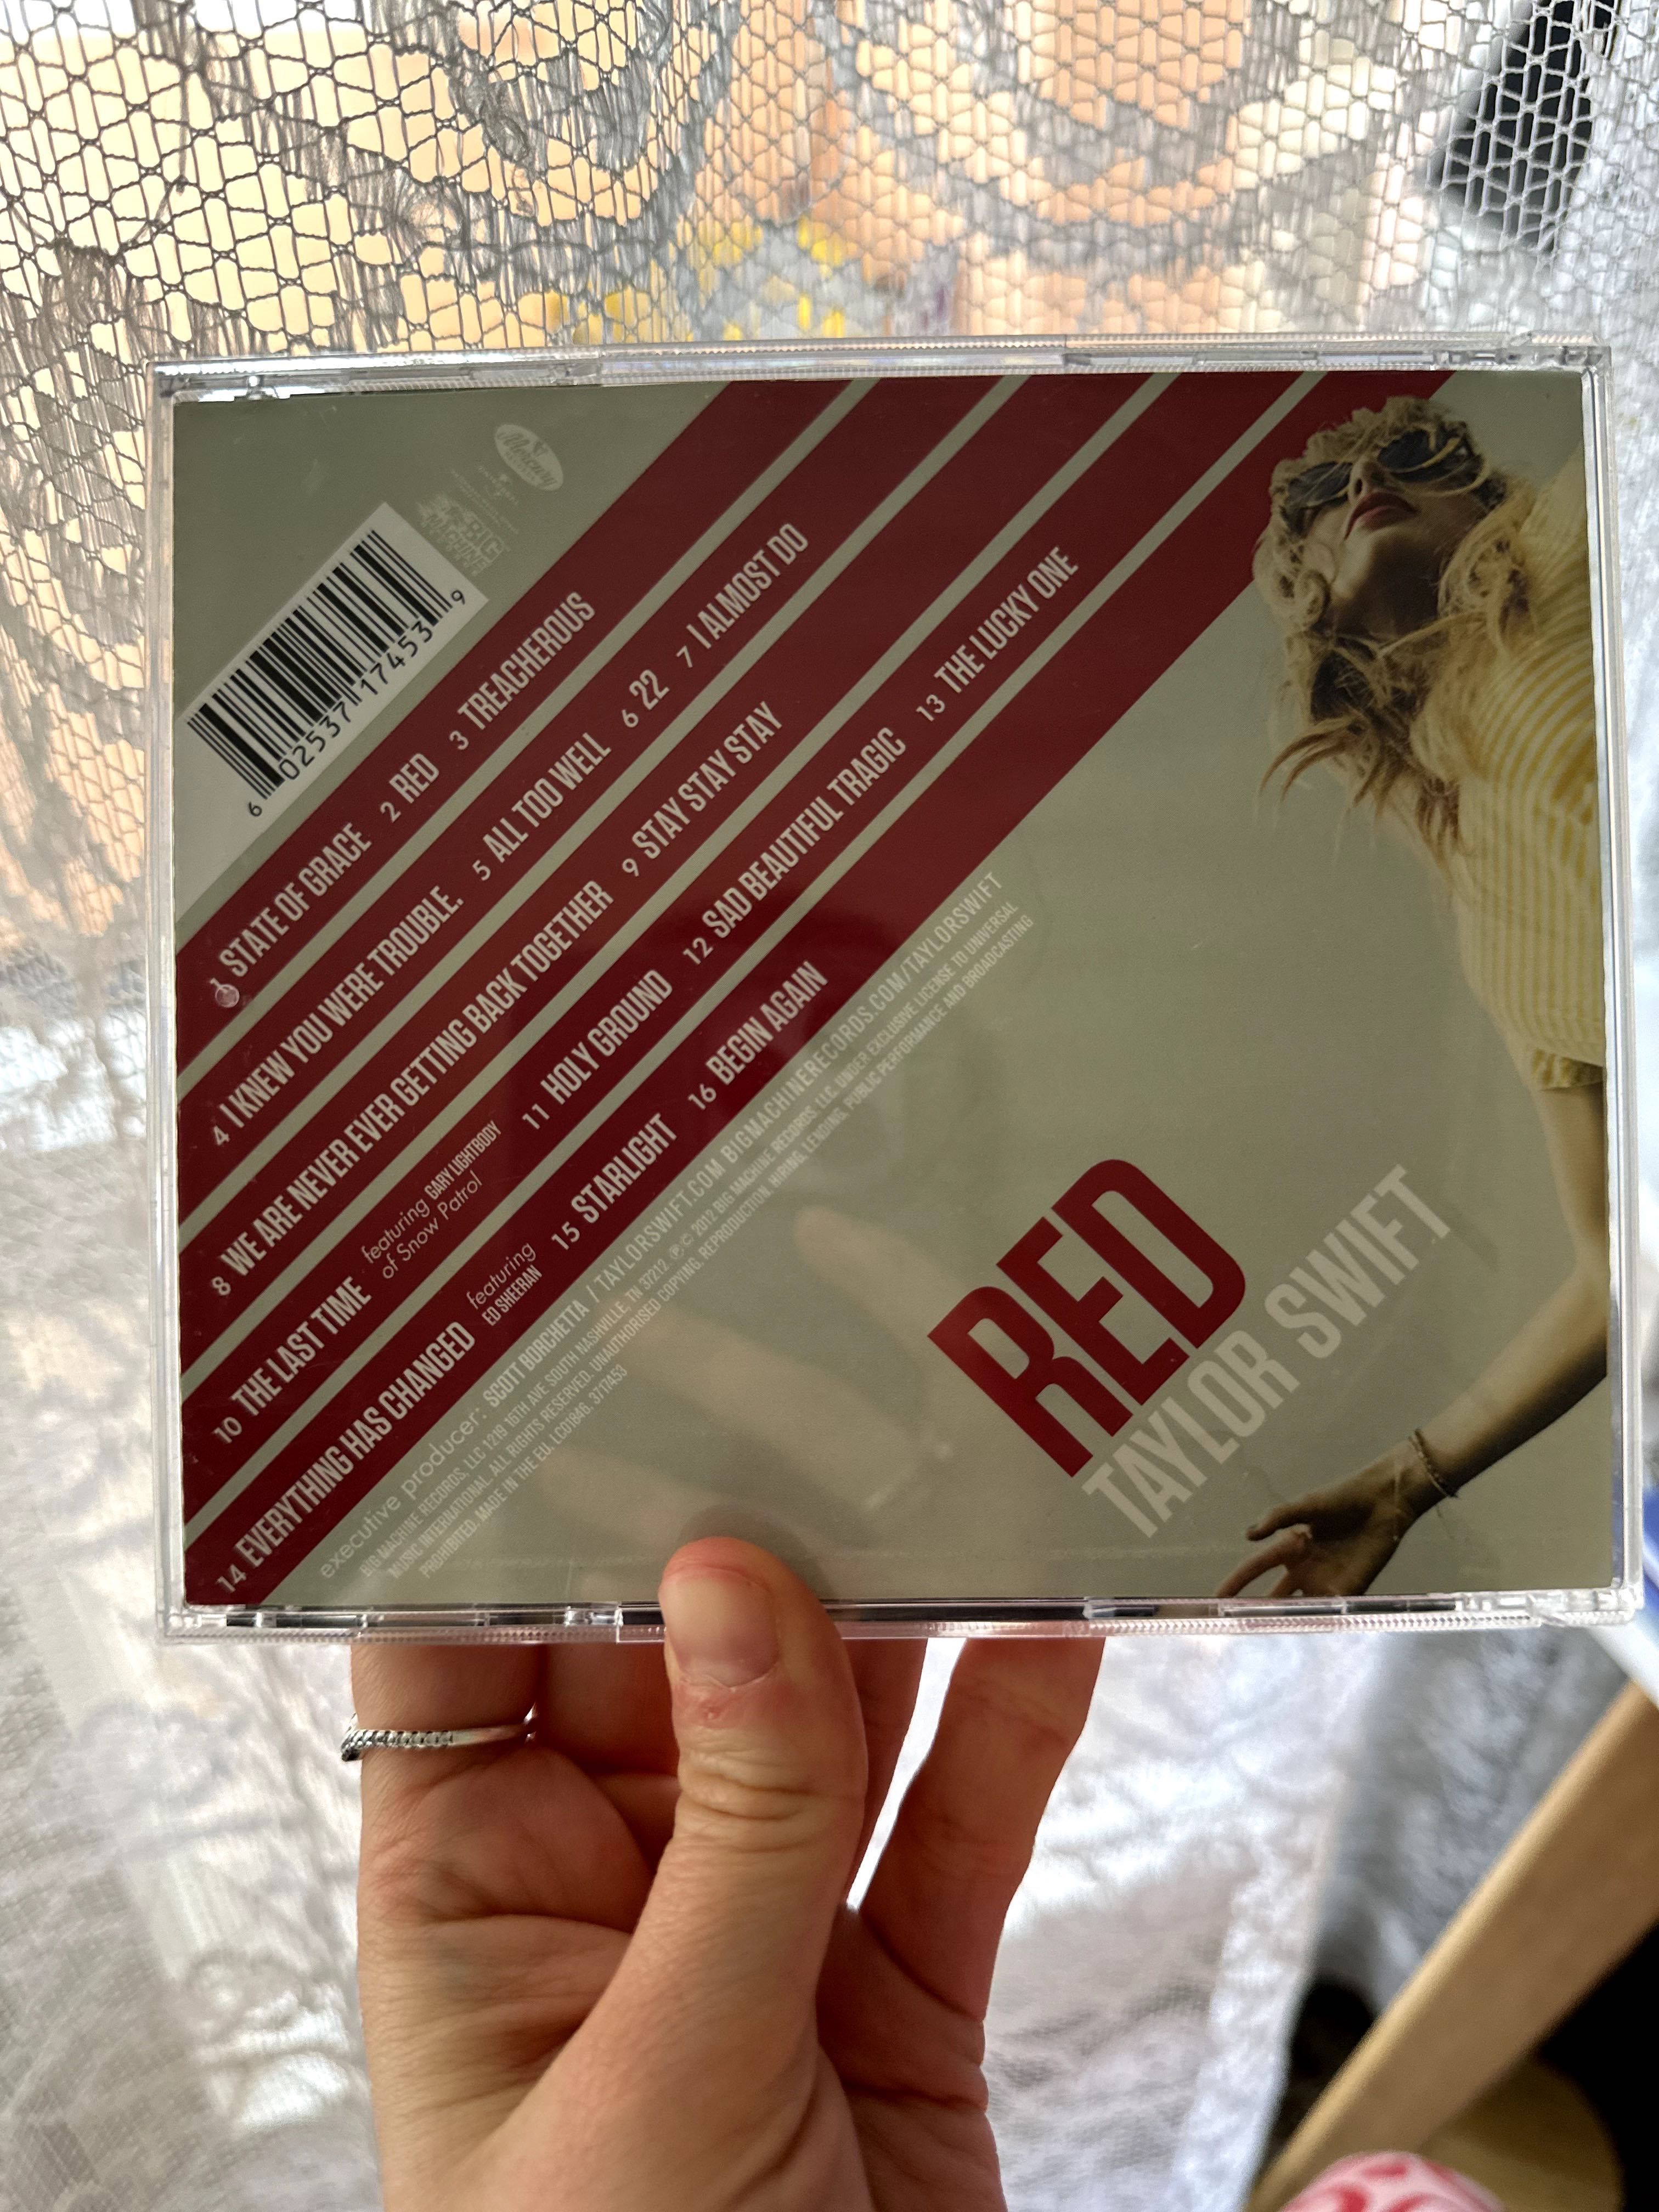 Mercury
BIG
MACHINE
6 02537 17453 9
1 STATE OF GRACE 2 RED 3 TREACHEROUS
4 I KNEW YOU WERE TROUBLE. 5 ALL TOO WELL 6 22 7 I ALMOST DO
8 WE ARE NEVER EVER GETTING BACK TOGETHER 9 STAY STAY STAY
10 THE LAST TIME featuring GARY LIGHTBODY
of Snow Patrol
11 HOLY GROUND 12 SAD BEAUTIFUL TRAGIC 13 THE LUCKY ONE
14 EVERYTHING HAS CHANGED featuring
ED SHEERAN
15 STARLIGHT 16 BEGIN AGAIN
executive producer: SCOTT BORCHETTA / TAYLORSWIFT.COM BIGMACHINERECORDS.COM/TAYLORSWIFT
BIG MACHINE RECORDS, LLC 1219 16TH AVE SOUTH NASHVILLE, TN 37212. ℗© 2012 BIG MACHINE RECORDS, LLC. UNDER EXCLUSIVE LICENSE TO UNIVERSAL
MUSIC INTERNATIONAL. ALL RIGHTS RESERVED. UNAUTHORISED COPYING, REPRODUCTION, HIRING, LENDING, PUBLIC PERFORMANCE AND BROADCASTING
PROHIBITED. MADE IN THE EU. LC01846. 3717453
RED
TAYLOR SWIFT